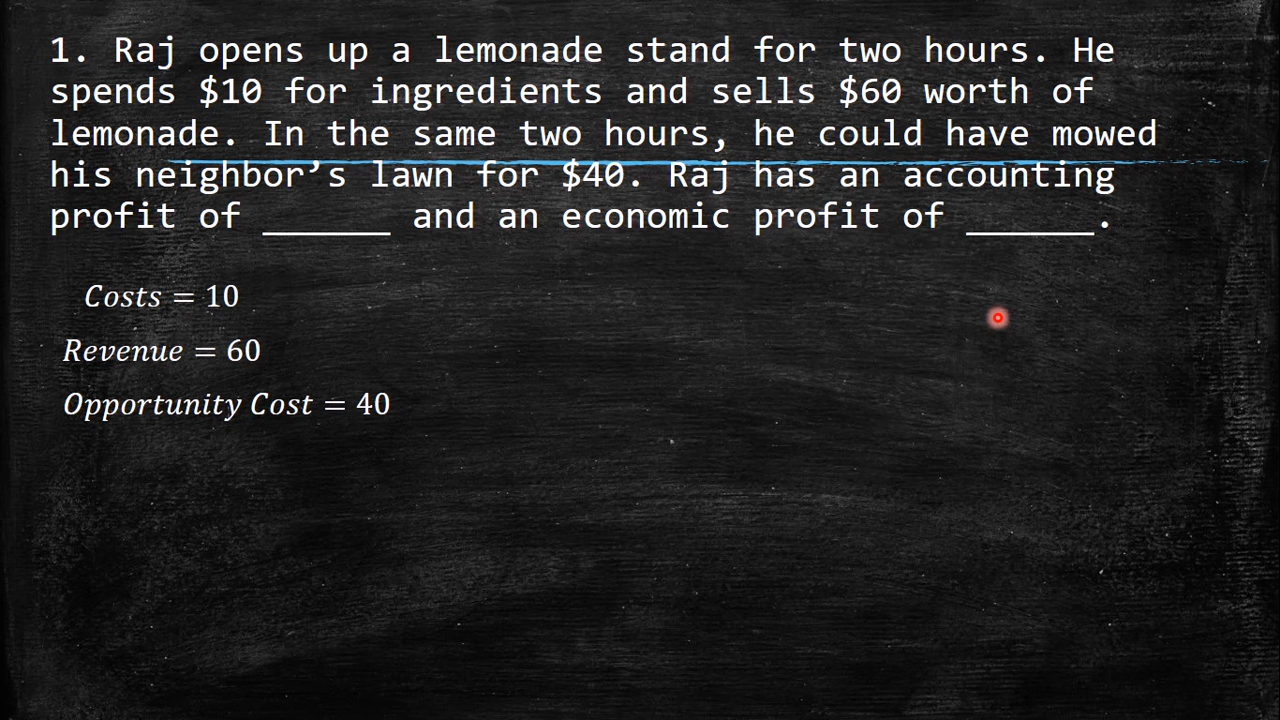 1. Raj opens up a lemonade stand for two hours. He
spends $10 for ingredients and sells $60 worth of
lemonade. In the same two hours, he could have mowed
his neighbor’s lawn for $40. Raj has an accounting
profit of ______ and an economic profit of ______.
Costs = 10
Revenue = 60
Opportunity Cost = 40